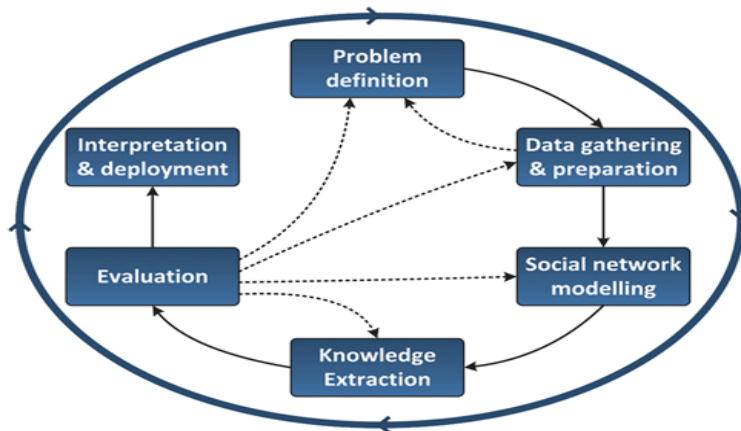 Problem
definition
Data gathering
& preparation
Social network
modelling
Knowledge
Extraction
Evaluation
Interpretation
& deployment